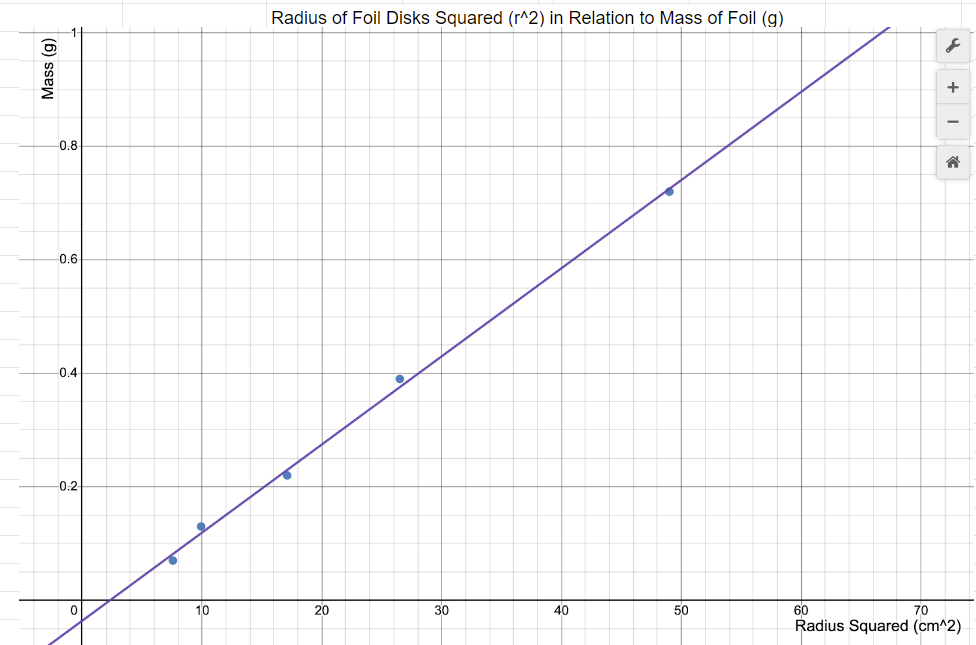 Radius of Foil Disks Squared (r^2) in Relation to Mass of Foil (g)
Mass (g)
1
0.8
0.6
0.4
0.2
0 10 20 30 40 50 60 70
Radius Squared (cm^2)